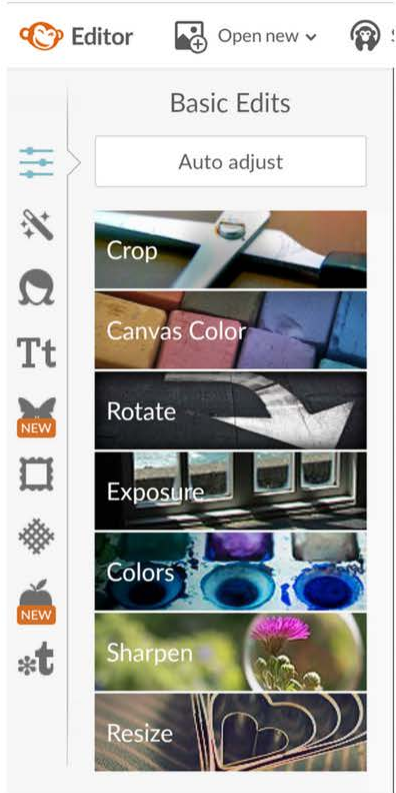 Editor
Open new
Basic Edits
Auto adjust
Crop
Canvas Color
Tt
Rotate
NEW
Exposure
Colors
NEW
Sharpen
t
Resize